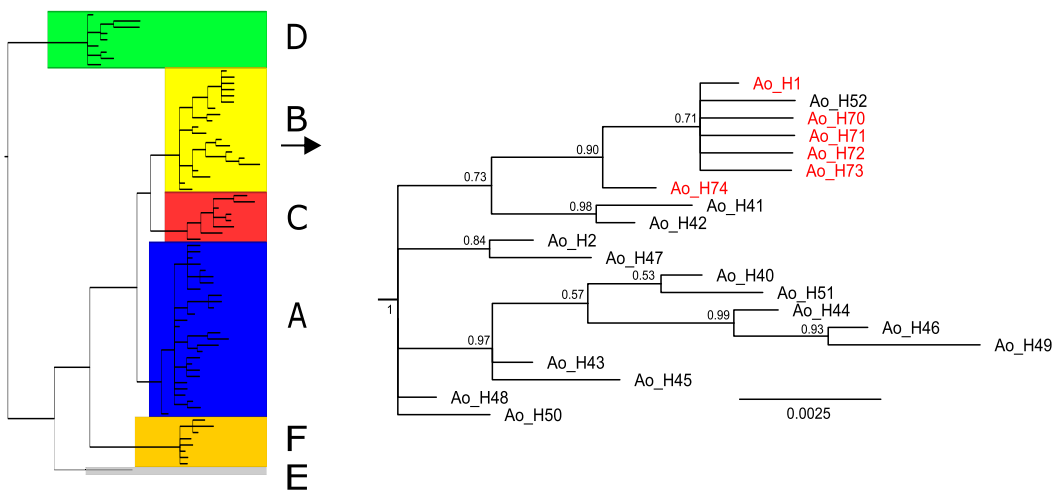 D
B
C
A
F
E
Ao_H1
0.71
Ao_H52
Ao_H70
Ao_H71
0.90
Ao_H72
Ao_H73
0.73
Ao_H74
0.98
Ao_H41
Ao_H42
0.84
Ao_H2
Ao_H47
0.53
Ao_H40
0.57
Ao_H51
0.99
Ao_H44
0.93
Ao_H46
1
0.97
Ao_H49
Ao_H43
Ao_H45
Ao_H48
Ao_H50
0.0025